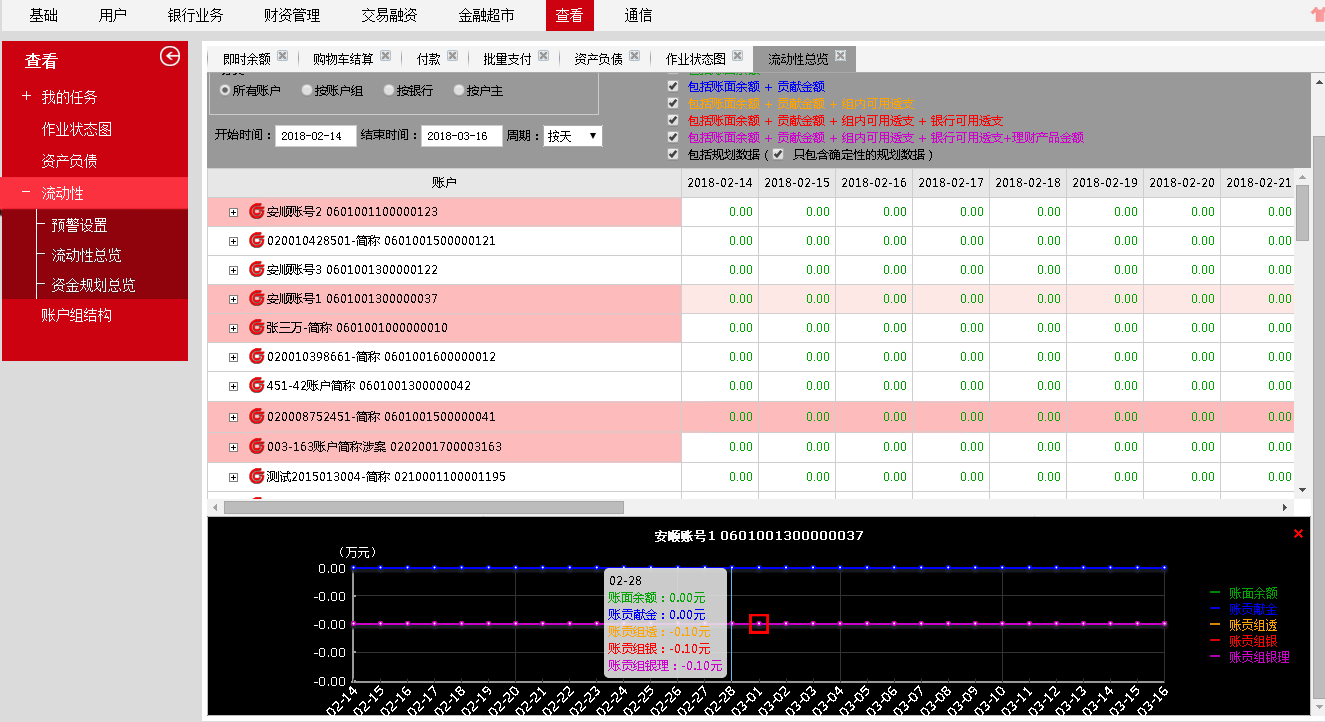 基础 用户 银行业务 财资管理 交易融资 金融超市 查看 通信
查看
+ 我的任务
作业状态图
资产负债
- 流动性
预警设置
流动性总览
资金规划总览
账户组结构
即时余额 购物车结算 付款 批量支付 资产负债 作业状态图 流动性总览
所有账户 按账户组 按银行 按户主
开始时间：2018-02-14 结束时间：2018-03-16 周期：按天
包括账面余额 + 贡献金额
包括账面余额 + 贡献金额 + 组内可用透支
包括账面余额 + 贡献金额 + 组内可用透支 + 银行可用透支
包括账面余额 + 贡献金额 + 组内可用透支 + 银行可用透支+理财产品金额
包括规划数据（ 只包含确定性的规划数据）
账户 2018-02-14 2018-02-15 2018-02-16 2018-02-17 2018-02-18 2018-02-19 2018-02-20 2018-02-21
安顺账号2 0601001100000123 0.00 0.00 0.00 0.00 0.00 0.00 0.00 0.00
020010428501-简称 0601001500000121 0.00 0.00 0.00 0.00 0.00 0.00 0.00 0.00
安顺账号3 0601001300000122 0.00 0.00 0.00 0.00 0.00 0.00 0.00 0.00
安顺账号1 0601001300000037 0.00 0.00 0.00 0.00 0.00 0.00 0.00 0.00
张三万-简称 0601001000000010 0.00 0.00 0.00 0.00 0.00 0.00 0.00 0.00
020010398661-简称 0601001600000012 0.00 0.00 0.00 0.00 0.00 0.00 0.00 0.00
451-42账户简称 0601001300000042 0.00 0.00 0.00 0.00 0.00 0.00 0.00 0.00
020008752451-简称 0601001500000041 0.00 0.00 0.00 0.00 0.00 0.00 0.00 0.00
003-163账户简称涉案 0202001700003163 0.00 0.00 0.00 0.00 0.00 0.00 0.00 0.00
测试2015013004-简称 0210001100001195 0.00 0.00 0.00 0.00 0.00 0.00 0.00 0.00
安顺账号1 0601001300000037
（万元）
0.00
-0.00
-0.00
-0.00
-0.00
02-28
账面余额：0.00元
账贡献金：0.00元
账贡组透：-0.10元
账贡组银：-0.10元
账贡组银理：-0.10元
账面余额
账贡献金
账贡组透
账贡组银
账贡组银理
02-14 02-15 02-16 02-17 02-18 02-19 02-20 02-21 02-22 02-23 02-24 02-25 02-26 02-27 02-28 03-01 03-02 03-03 03-04 03-05 03-06 03-07 03-08 03-09 03-10 03-11 03-12 03-13 03-14 03-15 03-16